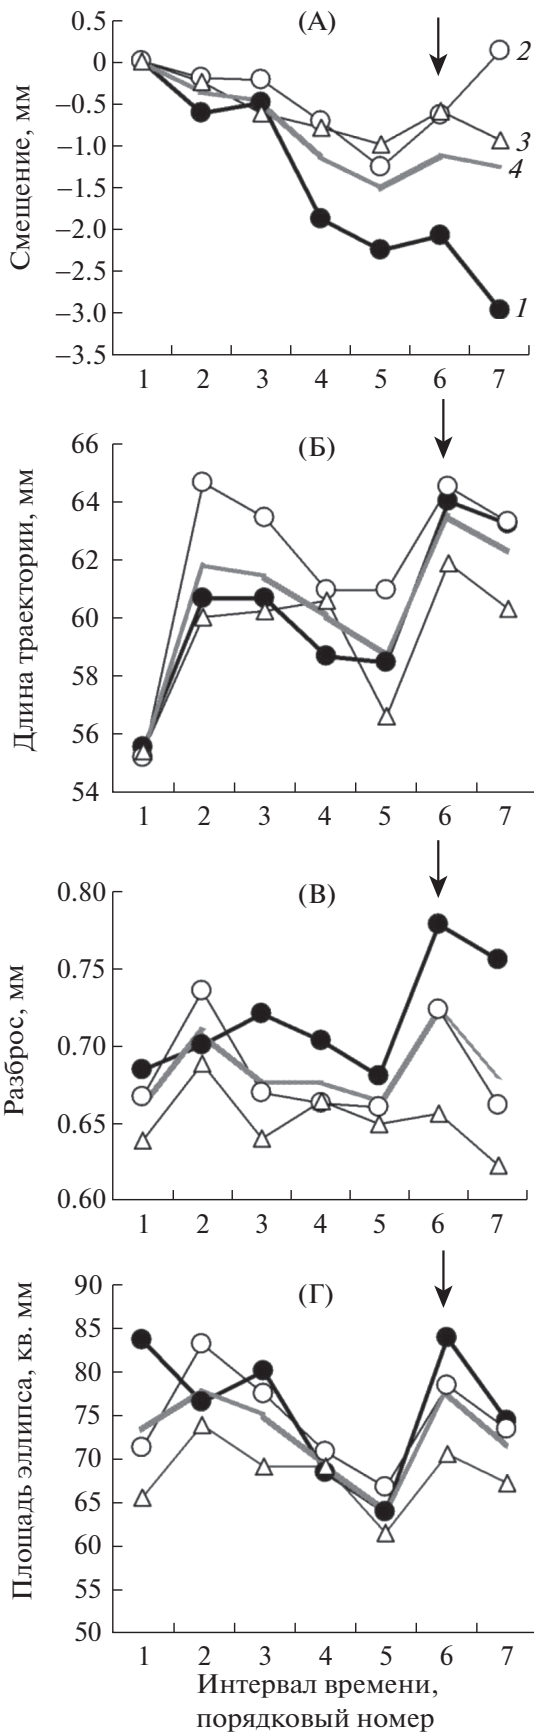 (А)
0.5
0
−0.5
−1.0
−1.5
−2.0
−2.5
−3.0
−3.5
Смещение, мм
2
3
4
1
1 2 3 4 5 6 7
(Б)
66
64
62
60
58
56
54
Длина траектории, мм
1 2 3 4 5 6 7
(В)
0.80
0.75
0.70
0.65
0.60
Разброс, мм
1 2 3 4 5 6 7
(Г)
90
85
80
75
70
65
60
55
50
Площадь эллипса, кв. мм
1 2 3 4 5 6 7
Интервал времени,
порядковый номер